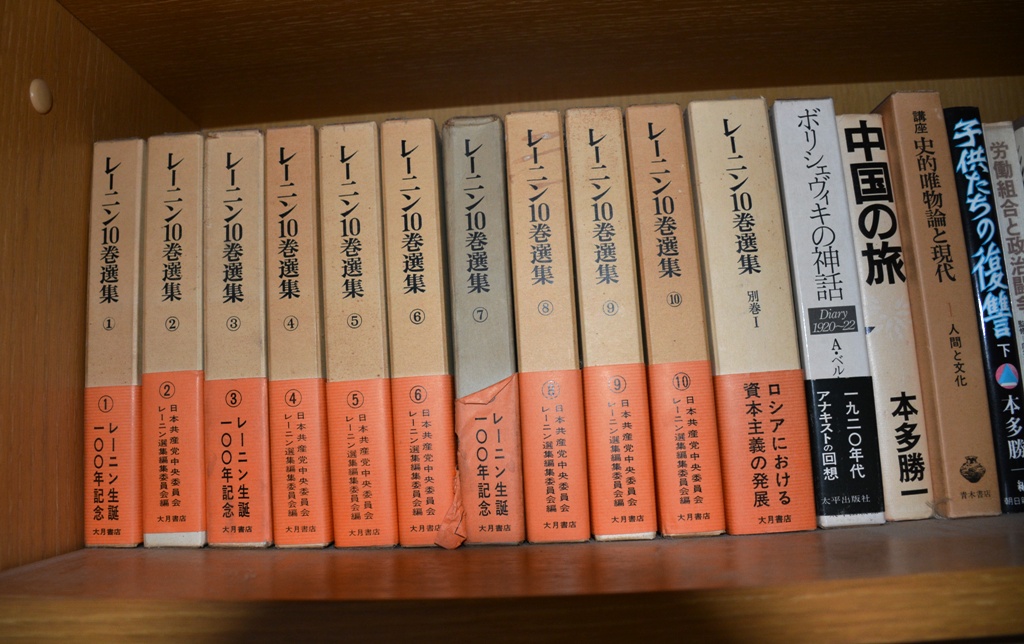 レーニン10巻選集
①
①
レーニン生誕
一〇〇年記念
大月書店
レーニン10巻選集
②
②
日本共産党中央委員会
レーニン選集編集委員会編
レーニン10巻選集
③
③
レーニン生誕
一〇〇年記念
大月書店
レーニン10巻選集
④
④
日本共産党中央委員会
レーニン選集編集委員会編
大月書店
レーニン10巻選集
⑤
⑤
日本共産党中央委員会
レーニン選集編集委員会編
大月書店
レーニン10巻選集
⑥
⑥
日本共産党中央委員会
レーニン選集編集委員会編
大月書店
レーニン10巻選集
⑦
レーニン生誕
一〇〇年記念
大月書店
レーニン10巻選集
⑧
⑧
日本共産党中央委員会
レーニン選集編集委員会編
大月書店
レーニン10巻選集
⑨
⑨
日本共産党中央委員会
レーニン選集編集委員会編
大月書店
レーニン10巻選集
⑩
⑩
日本共産党中央委員会
レーニン選集編集委員会編
大月書店
レーニン10巻選集
別巻Ⅰ
ロシアにおける
資本主義の発展
大月書店
ボリシェヴィキの神話
Diary
1920~22
A・ベル
一九二〇年代
アナキストの回想
太平出版社
中国の旅
本多勝一
講座 史的唯物論と現代
人間と文化
青木書店
子供たちの復讐
下
本多勝一編
朝日
労働組合と政治闘争